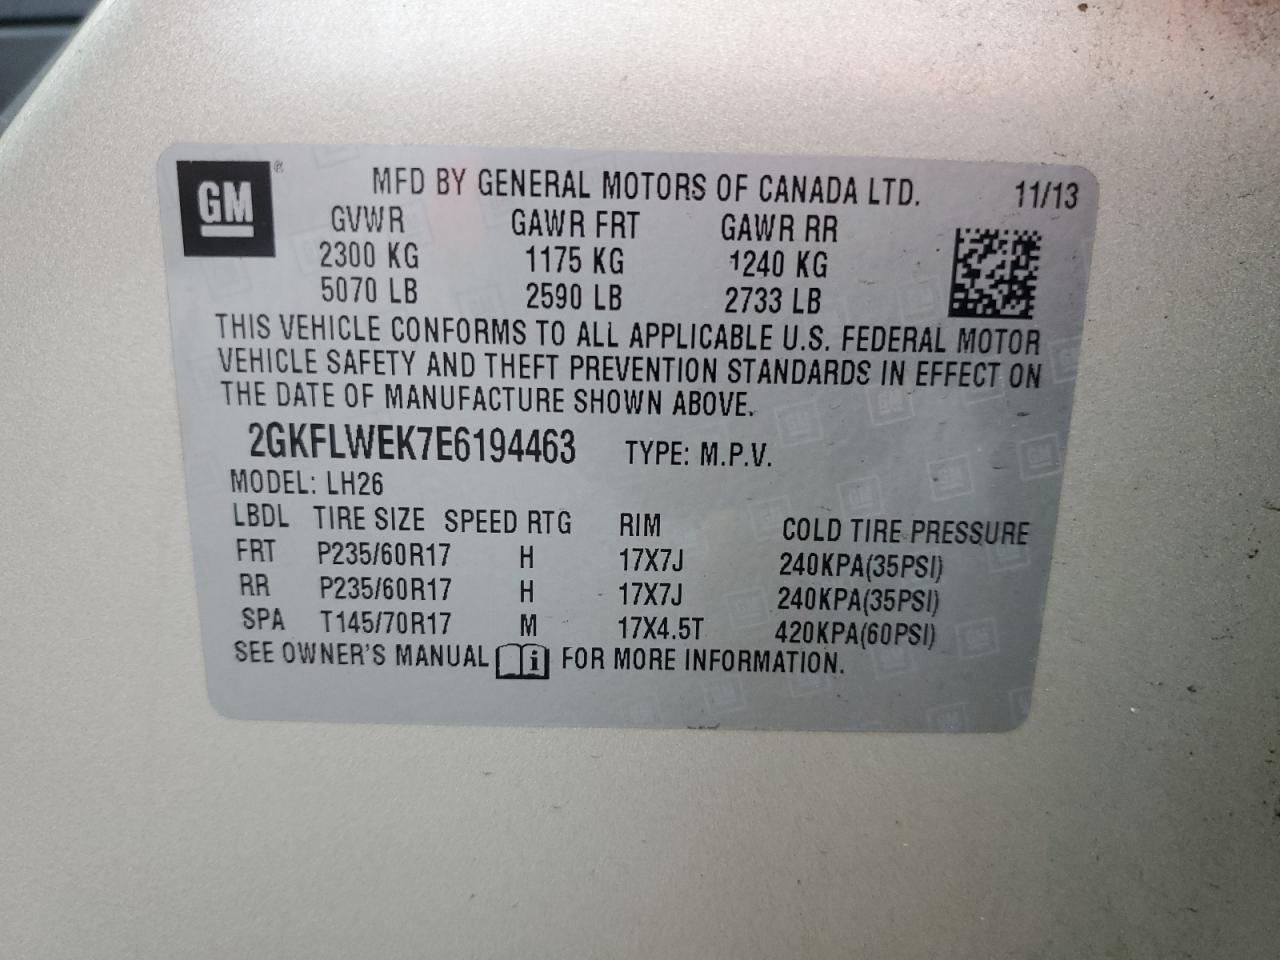 GM ®
MFD BY GENERAL MOTORS OF CANADA LTD. 11/13
GVWR GAWR FRT GAWR RR
2300 KG 1175 KG 1240 KG
5070 LB 2590 LB 2733 LB
THIS VEHICLE CONFORMS TO ALL APPLICABLE U.S. FEDERAL MOTOR
VEHICLE SAFETY AND THEFT PREVENTION STANDARDS IN EFFECT ON
THE DATE OF MANUFACTURE SHOWN ABOVE.
2GKFLWEK7E6194463 TYPE: M.P.V.
MODEL: LH26
LBDL TIRE SIZE SPEED RTG RIM COLD TIRE PRESSURE
FRT P235/60R17 H 17X7J 240KPA(35PSI)
RR P235/60R17 H 17X7J 240KPA(35PSI)
SPA T145/70R17 M 17X4.5T 420KPA(60PSI)
SEE OWNER'S MANUAL i FOR MORE INFORMATION.